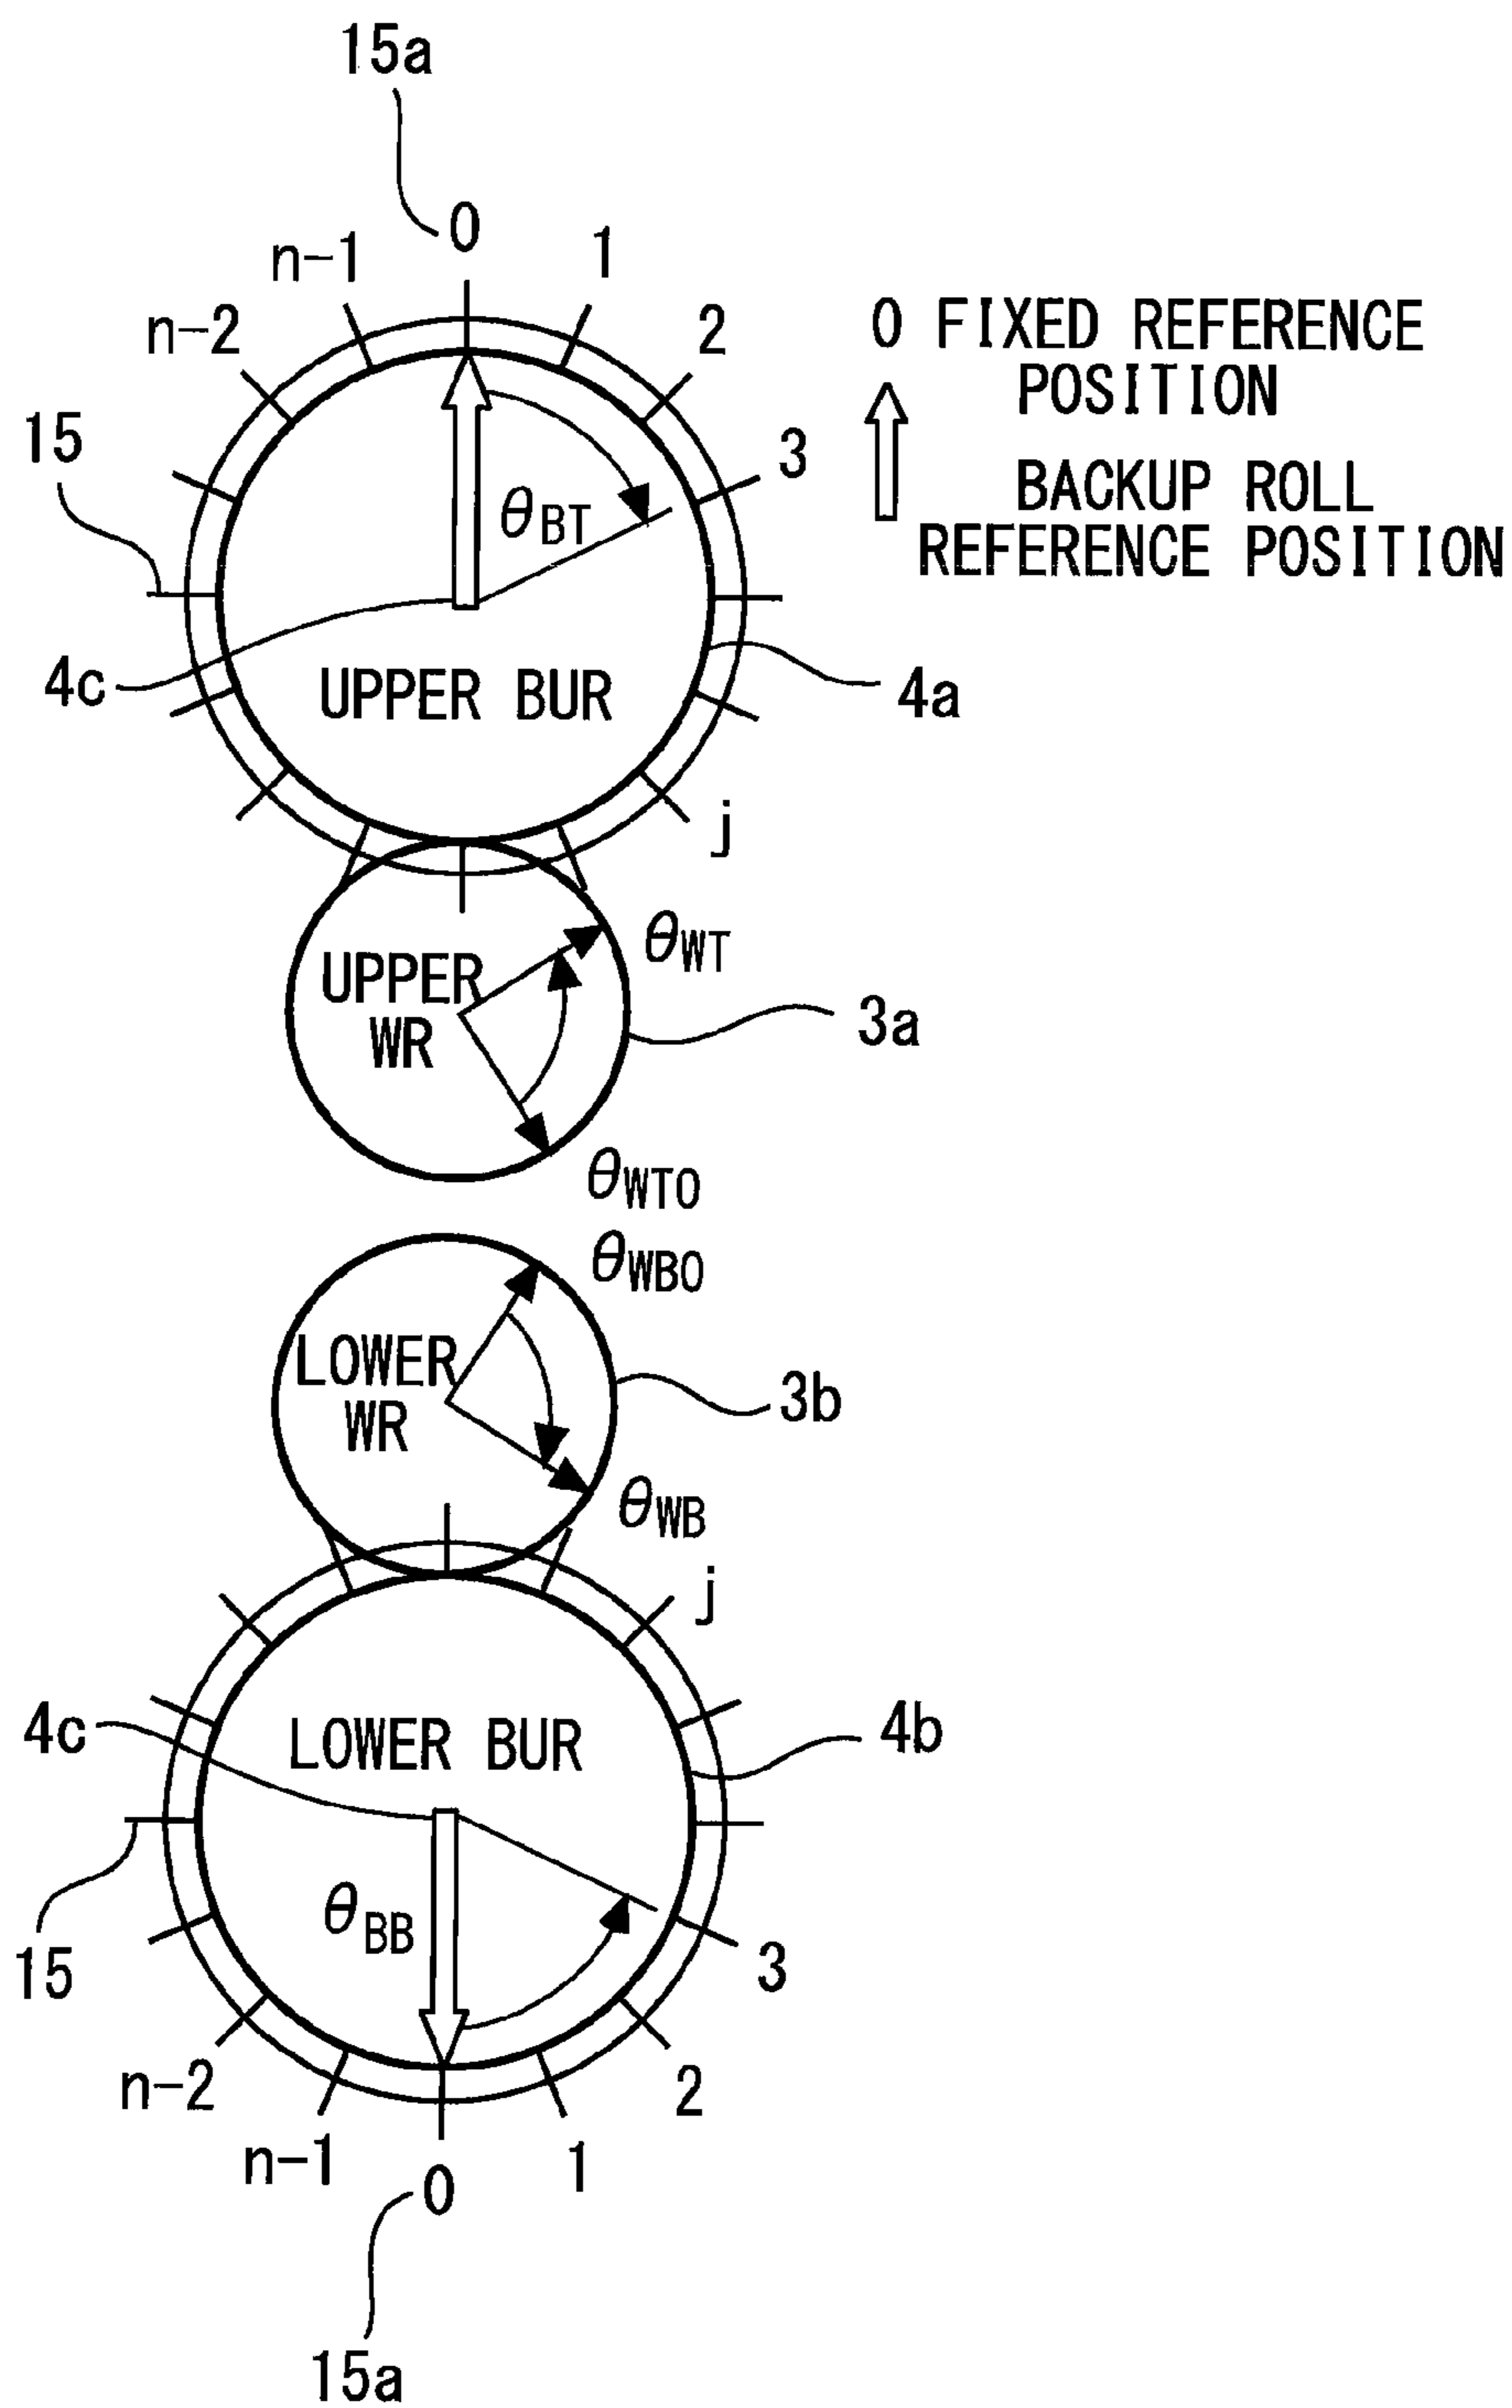 15a
0
n-1
1
n-2
2
15
3
0 FIXED REFERENCE
POSITION
BACKUP ROLL
REFERENCE POSITION
θBT
4c
UPPER BUR
4a
j
θWT
UPPER
WR
3a
θWTO
θWBO
LOWER
WR
3b
θWB
j
4c
LOWER BUR
4b
θBB
15
3
n-2
2
n-1
1
0
15a